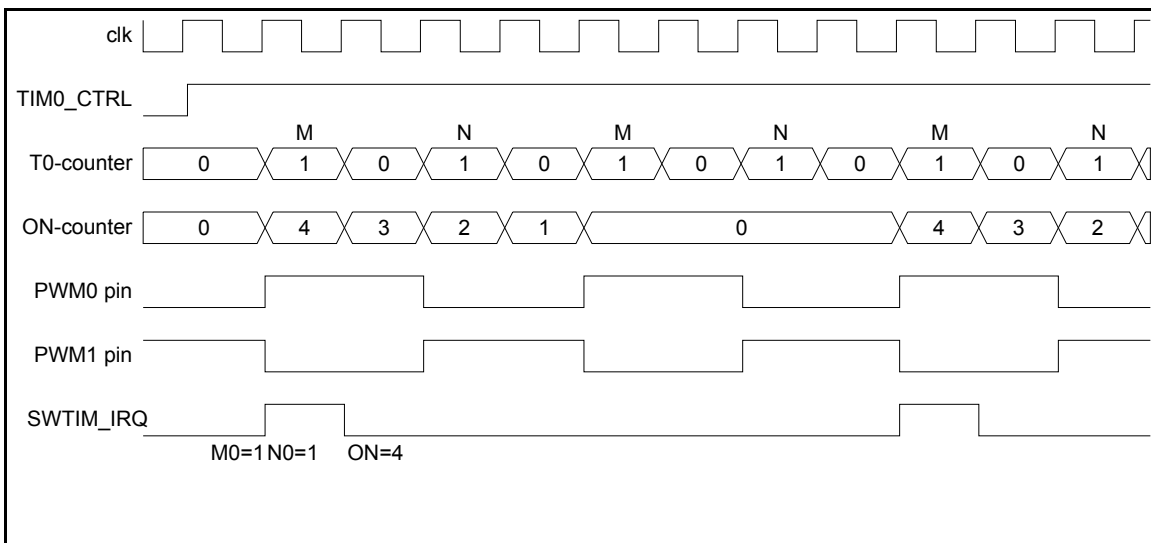 clk
TIM0_CTRL
M N M N M N
T0-counter 0 1 0 1 0 1 0 1 0 1 0 1
ON-counter 0 4 3 2 1 0 4 3 2
PWM0 pin
PWM1 pin
SWTIM_IRQ
M0=1 N0=1 ON=4